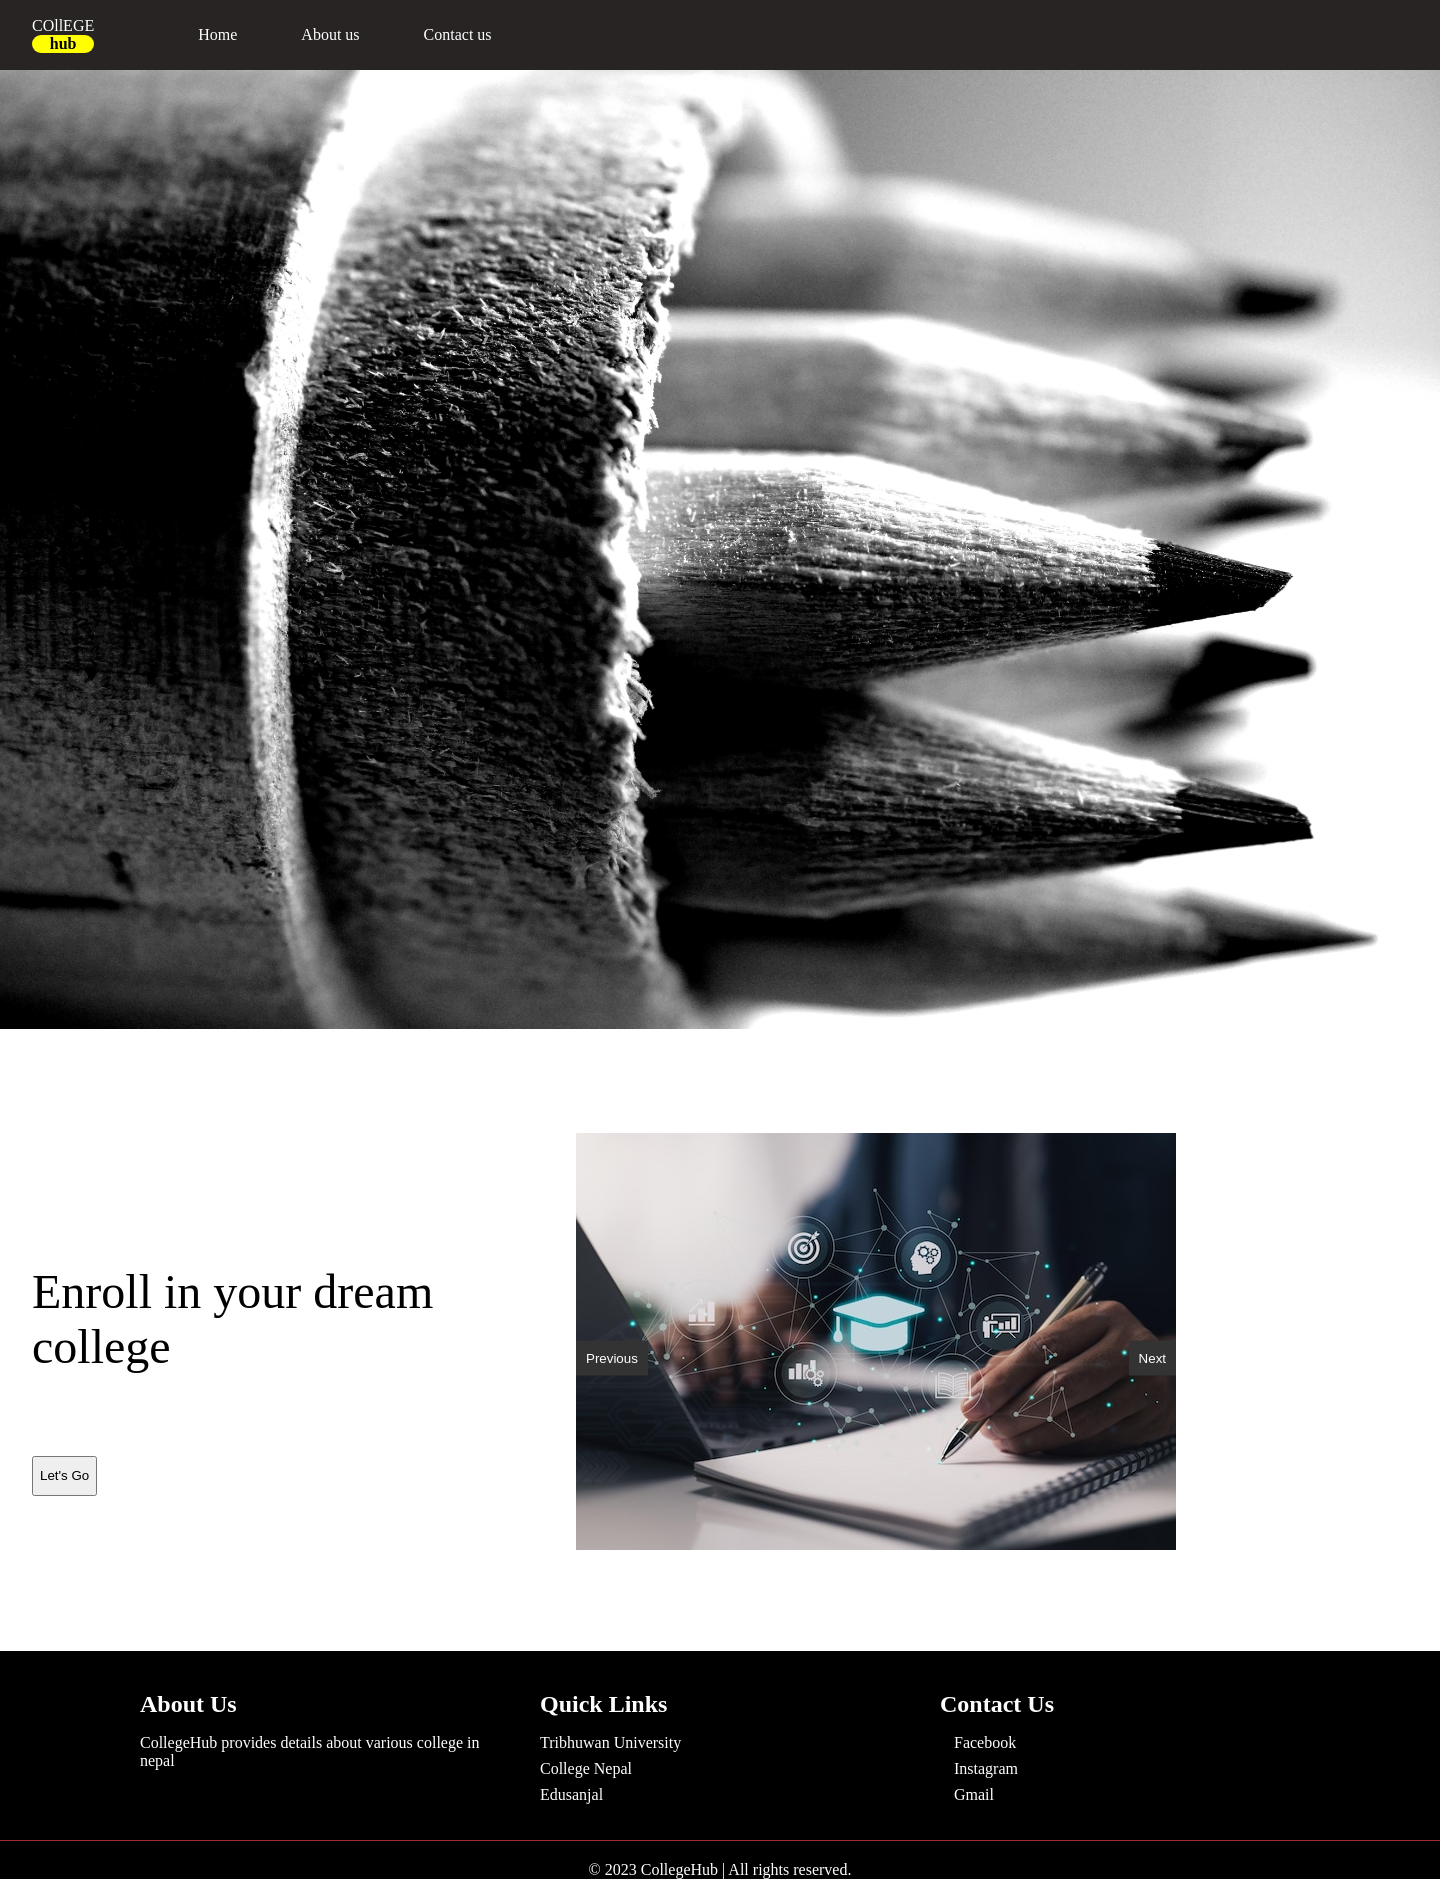 COllEGE
hub
Home
About us
Contact us
Enroll in your dream
college
Previous
Next
Let's Go
About Us
CollegeHub provides details about various college in
nepal
Quick Links
Tribhuwan University
College Nepal
Edusanjal
Contact Us
Facebook
Instagram
Gmail
© 2023 CollegeHub | All rights reserved.